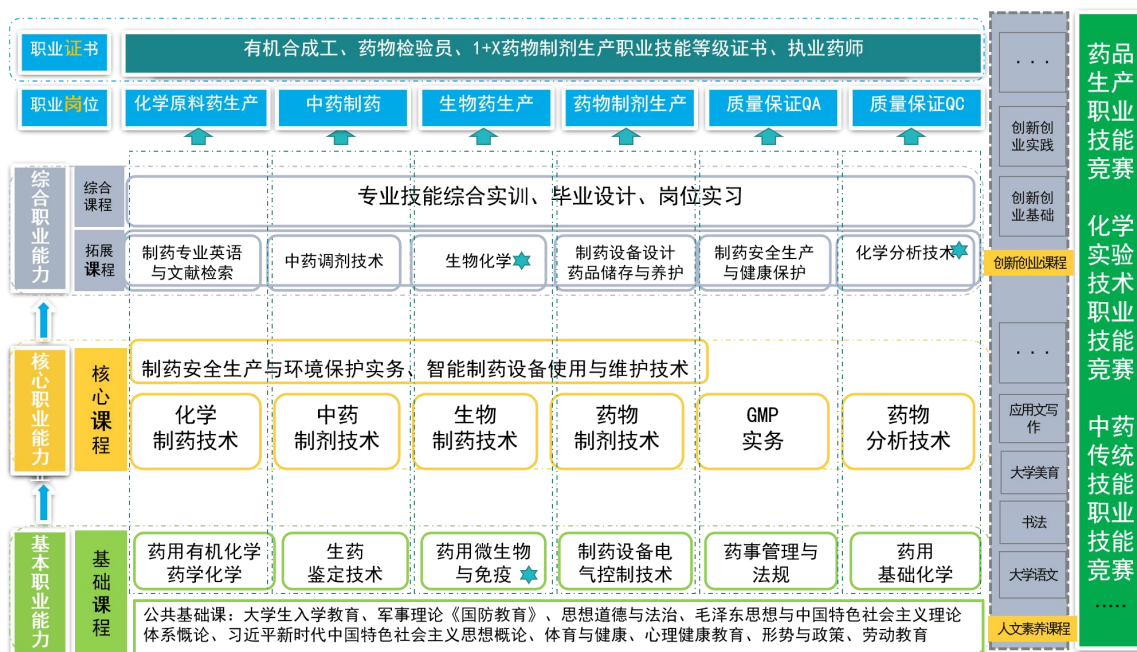 职业证书
有机合成工、药物检验员、1+X药物制剂生产职业技能等级证书、执业药师
职业岗位
化学原料药生产
中药制药
生物药生产
药物制剂生产
质量保证QA
质量保证QC
综合职业能力
综合
课程
专业技能综合实训、毕业设计、岗位实习
拓展
课程
制药专业英语
与文献检索
中药调剂技术
生物化学
制药设备设计
药品储存与养护
制药安全生产
与健康保护
化学分析技术
核心职业能力
核心课程
制药安全生产与环境保护实务、智能制药设备使用与维护技术
化学
制药技术
中药
制剂技术
生物
制药技术
药物
制剂技术
GMP
实务
药物
分析技术
基本职业能力
基础课程
药用有机化学
药学化学
生药
鉴定技术
药用微生物
与免疫
制药设备电
气控制技术
药事管理与
法规
药用
基础化学
公共基础课：大学生入学教育、军事理论《国防教育》、思想道德与法治、毛泽东思想与中国特色社会主义理论
体系概论、习近平新时代中国特色社会主义思想概论、体育与健康、心理健康教育、形势与政策、劳动教育
...
创新创
业实践
创新创
业基础
创新创业课程
...
应用文写
作
大学美育
书法
大学语文
人文素养课程
药品
生产
职业
技能
竞赛
化学
实验
技术
职业
技能
竞赛
中药
传统
技能
职业
技能
竞赛
.....